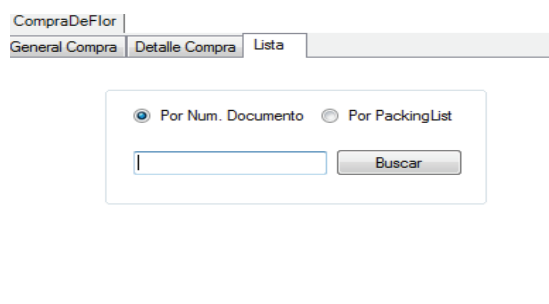 CompraDeFlor
General Compra Detalle Compra Lista
Por Num. Documento Por PackingList
Buscar